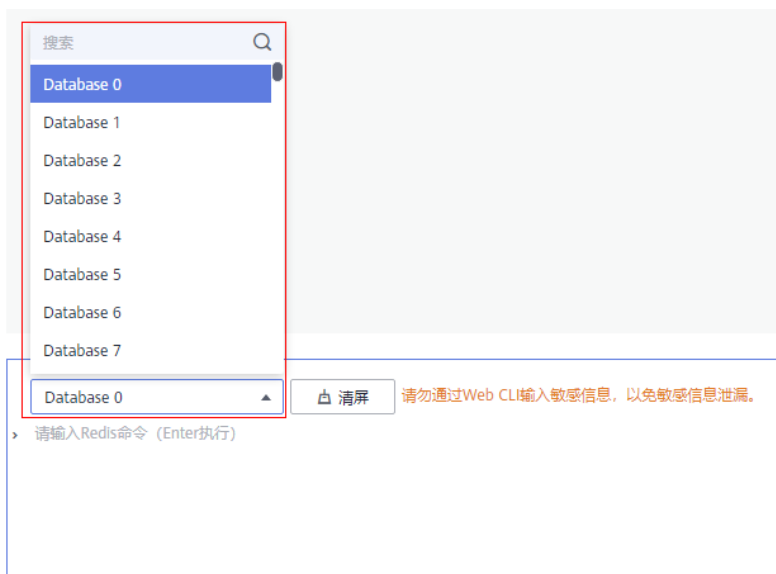 搜索
Database 0
Database 1
Database 2
Database 3
Database 4
Database 5
Database 6
Database 7
Database 0 清屏 请勿通过Web CLI输入敏感信息，以免敏感信息泄漏。
请输入Redis命令（Enter执行）